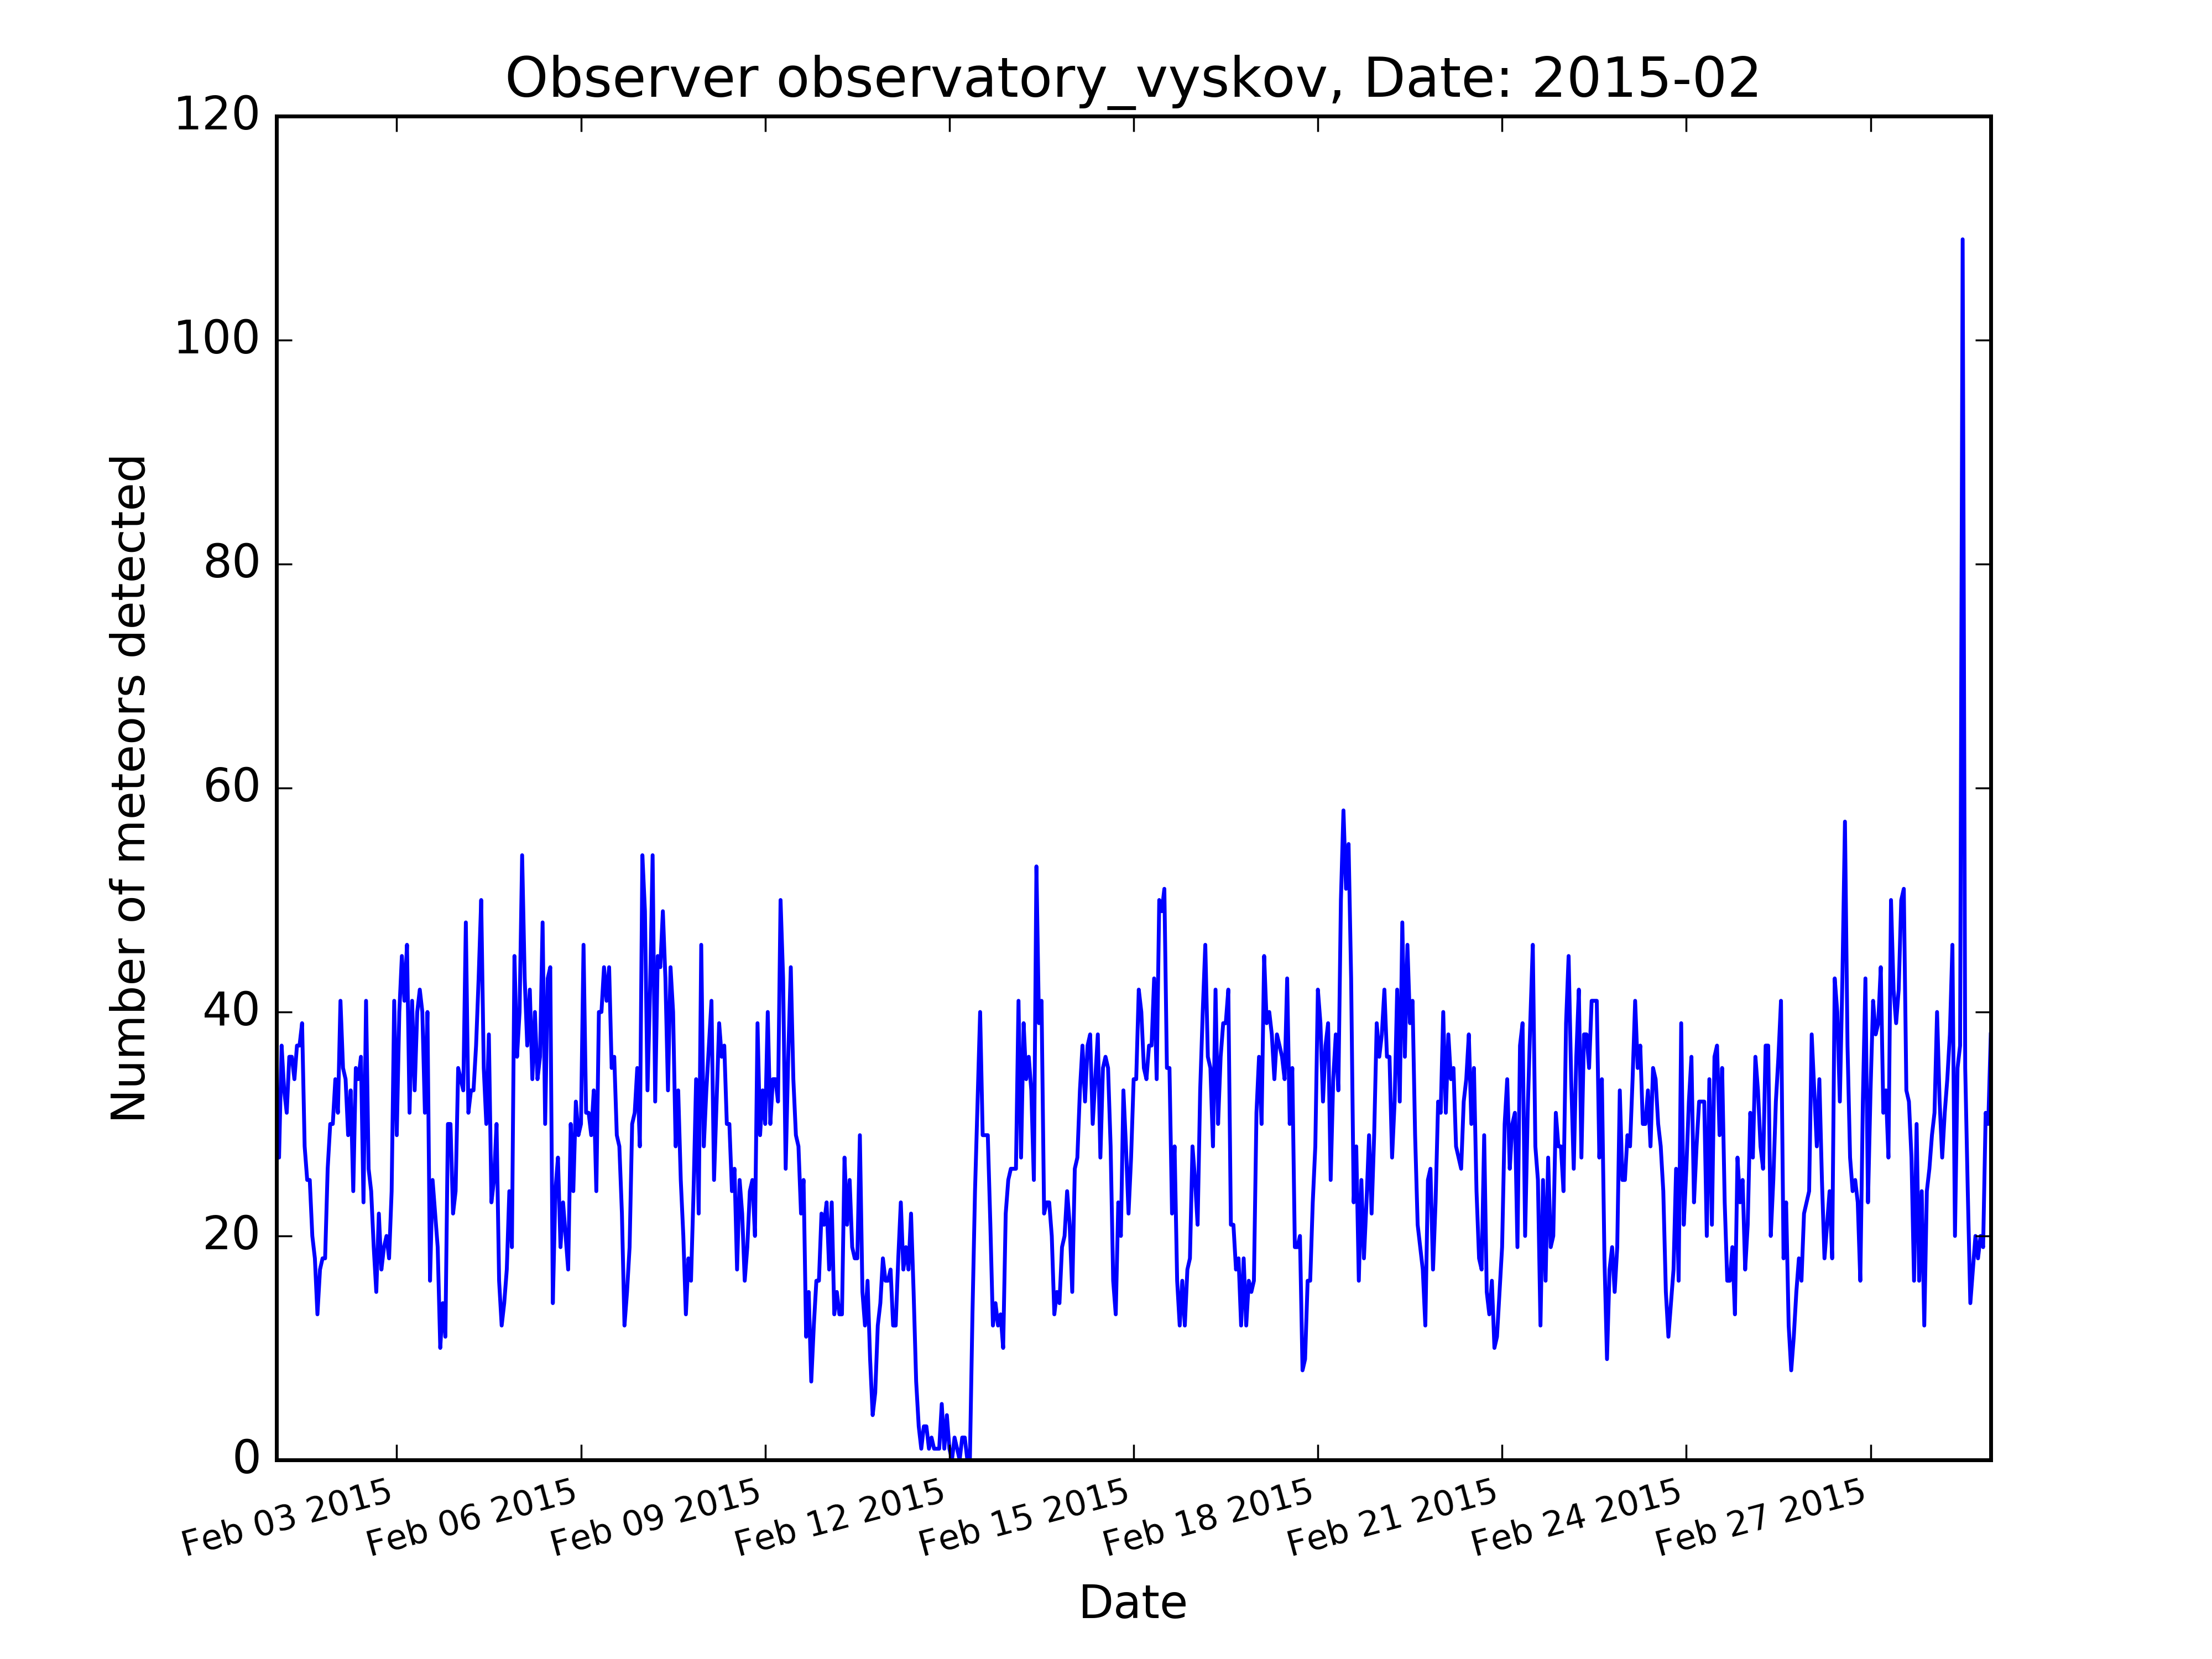 Observer observatory_vyskov, Date: 2015-02
120
100
80
60
40
20
0
Number of meteors detected
Feb 03 2015
Feb 06 2015
Feb 09 2015
Feb 12 2015
Feb 15 2015
Feb 18 2015
Feb 21 2015
Feb 24 2015
Feb 27 2015
Date